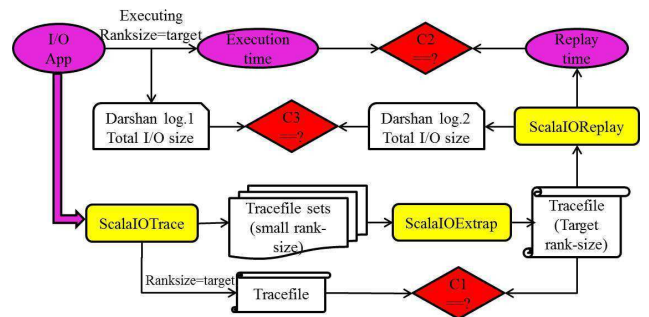 Executing
Ranksize=target
I/O
App
Execution
time
C2
==?
Replay
time
Darshan log.1
Total I/O size
C3
==?
Darshan log.2
Total I/O size
ScalaIOReplay
ScalaIOTrace
Tracefile sets
(small rank-
size)
ScalaIOExtrap
Tracefile
(Target
rank-size)
Ranksize=target
Tracefile
C1
==?